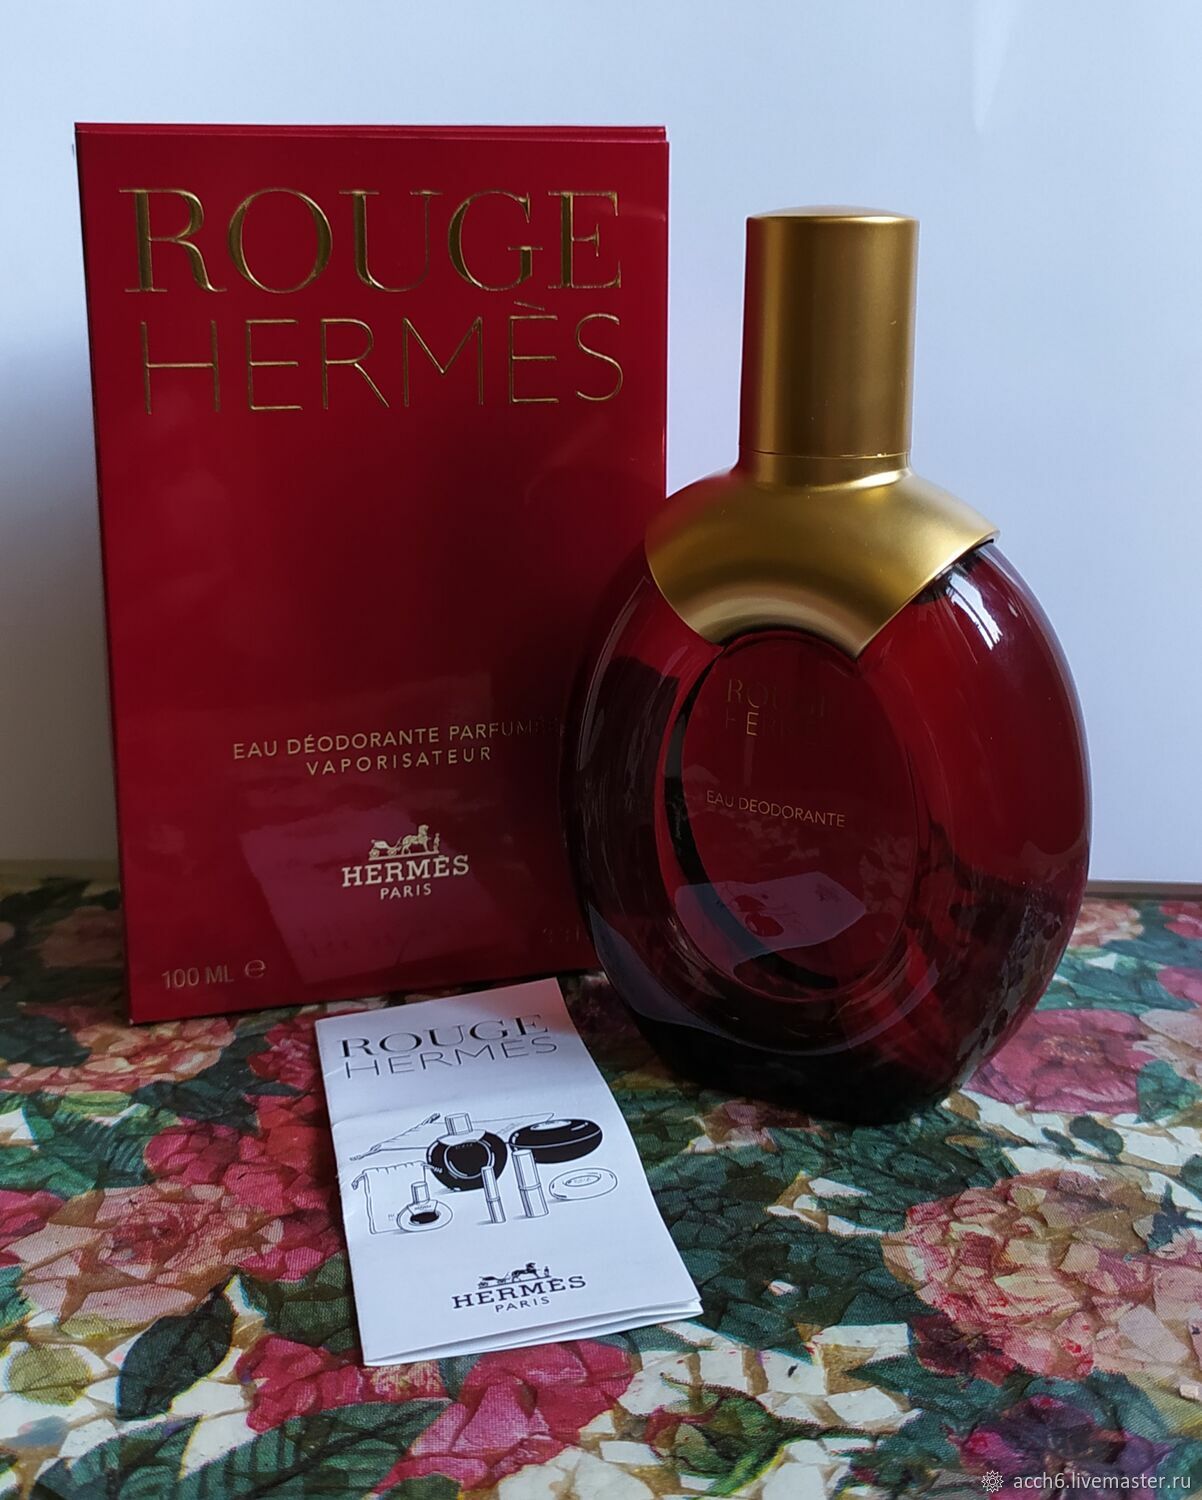 ROUGE
HERMÈS
EAU DÉODORANTE PARFUMÉE
VAPORISATEUR
HERMÈS
PARIS
100 ML e
ROUGE
HERMÈS
EAU DÉODORANTE
ROUGE
HERMÈS
HERMÈS
PARIS
acch6.livemaster.ru